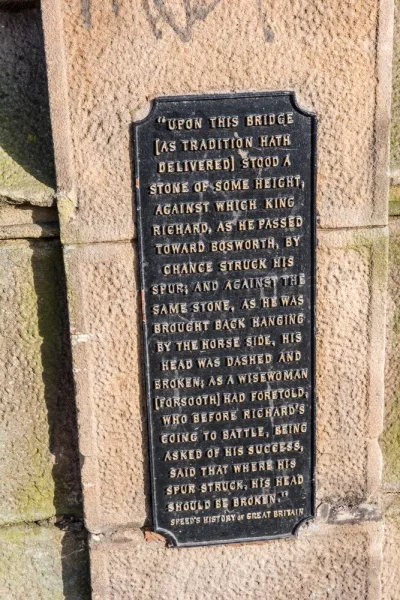 "UPON THIS BRIDGE
[AS TRADITION HATH
DELIVERED] STOOD A
STONE OF SOME HEIGHT,
AGAINST WHICH KING
RICHARD, AS HE PASSED
TOWARD BOSWORTH, BY
CHANCE STRUCK HIS
SPUR, AND AGAINST THE
SAME STONE, AS HE WAS
BROUGHT BACK HANGING
BY THE HORSE SIDE, HIS
HEAD WAS DASHED AND
BROKEN; AS A WISEWOMAN
[FORSOOTH] HAD FORETOLD,
WHO BEFORE RICHARD'S
GOING TO BATTLE, BEING
ASKED OF HIS SUCCESS,
SAID THAT WHERE HIS
SPUR STRUCK, HIS HEAD
SHOULD BE BROKEN."
SPEED'S HISTORY OF GREAT BRITAIN